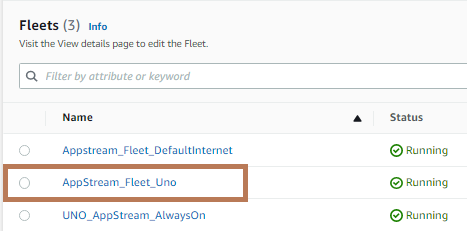 Fleets (3) Info
Visit the View details page to edit the Fleet.
Filter by attribute or keyword
Name Status
Appstream_Fleet_DefaultInternet Running
AppStream_Fleet_Uno Running
UNO_AppStream_AlwaysOn Running